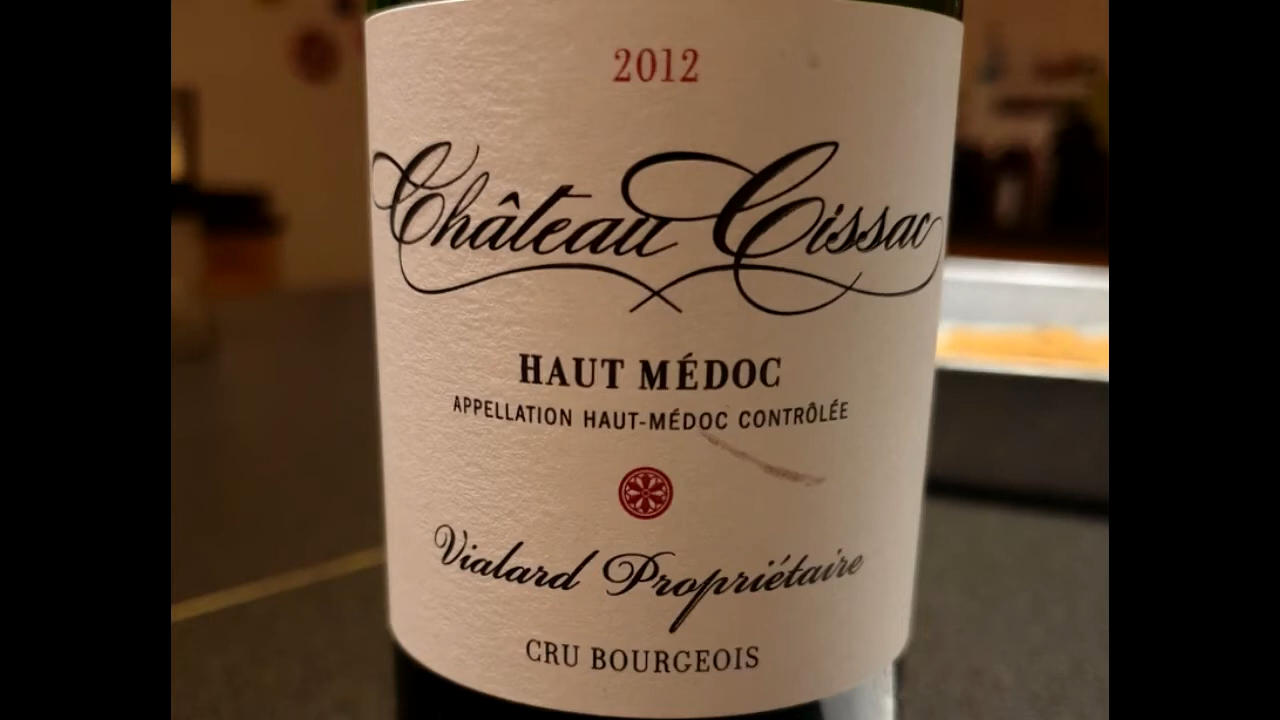 2012
Château Cissac
HAUT MÉDOC
APPELLATION HAUT-MÉDOC CONTRÔLÉE
Vialard Propriétaire
CRU BOURGEOIS